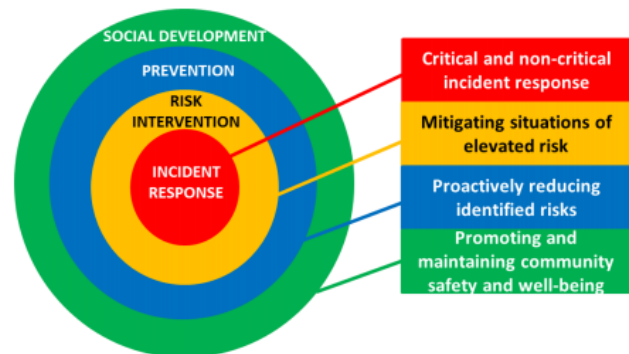 SOCIAL DEVELOPMENT
PREVENTION
RISK
INTERVENTION
INCIDENT
RESPONSE
Critical and non-critical
incident response
Mitigating situations of
elevated risk
Proactively reducing
identified risks
Promoting and
maintaining community
safety and well-being